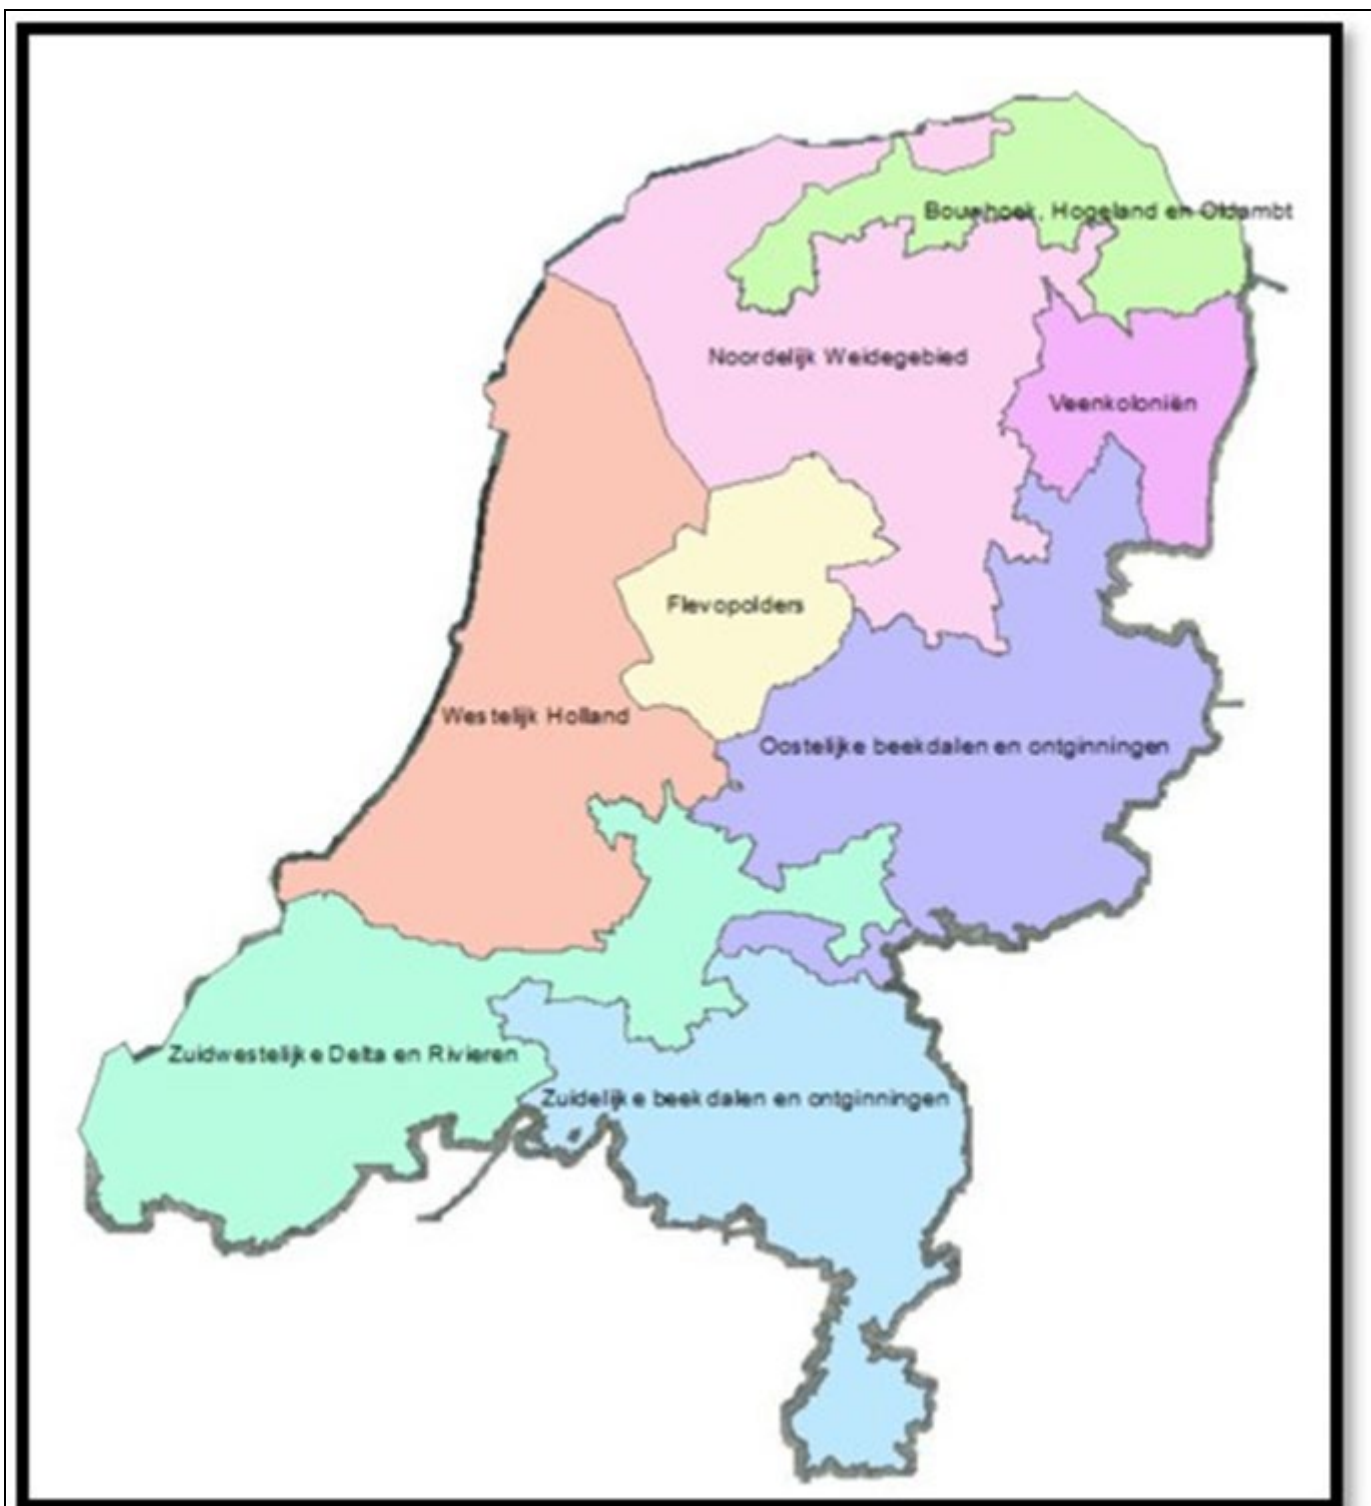 Bouwhoek, Hogeland en Oldambt
Noordelijk Weidegebied
Veenkoloniën
Flevopolders
Westelijk Holland
Oostelijke beekdalen en ontginningen
Zuidwestelijke Delta en Rivieren
Zuidelijke beekdalen en ontginningen